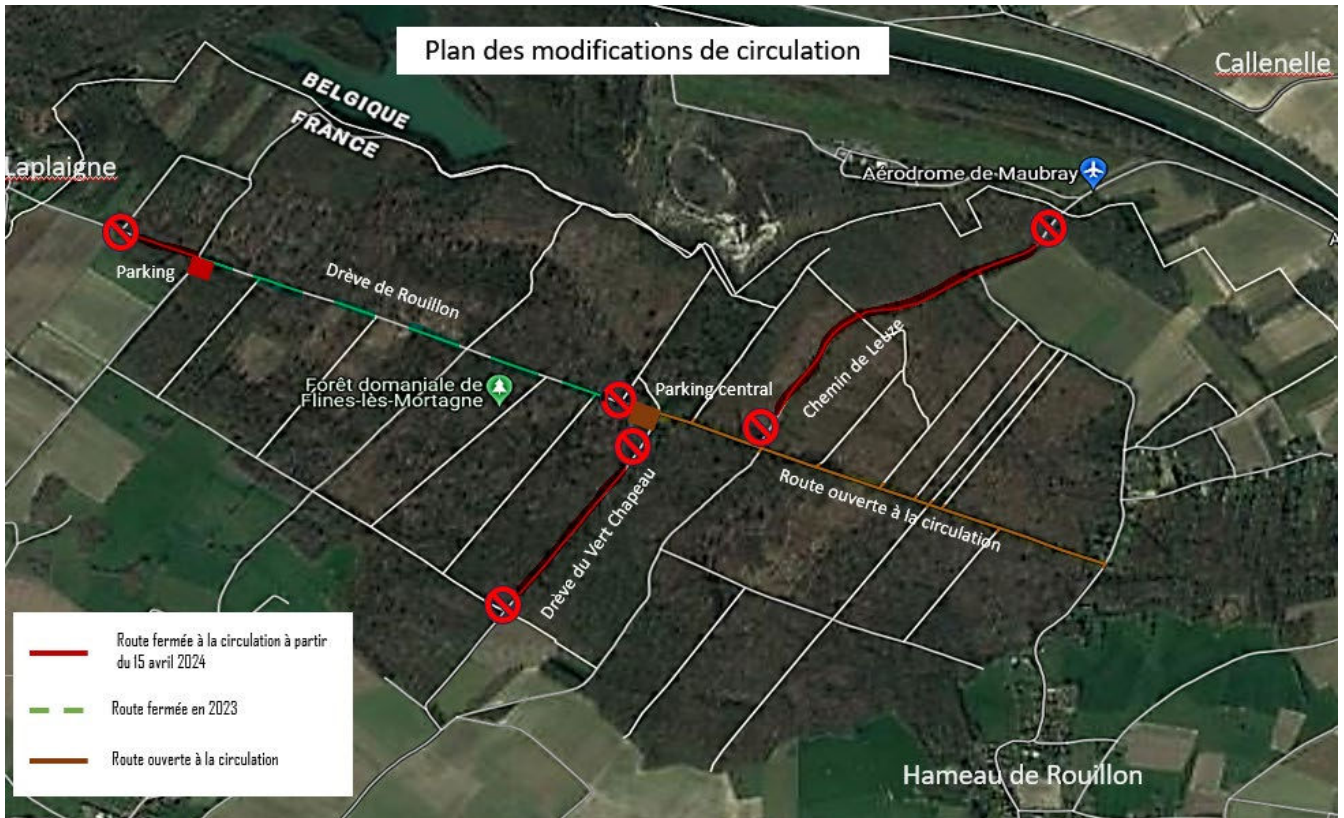 Plan des modifications de circulation
Callenelle
BELGIQUE
FRANCE
Laplaigne
Aérodrome de Maubray
A
Parking
Drève de Rouillon
Chemin de Leuze
Forêt domaniale de
Flines-lès-Mortagne
Parking central
Route ouverte à la circulation
Drève du Vert Chapeau
Route fermée à la circulation à partir
du 15 avril 2024
Route fermée en 2023
Route ouverte à la circulation
Hameau de Rouillon